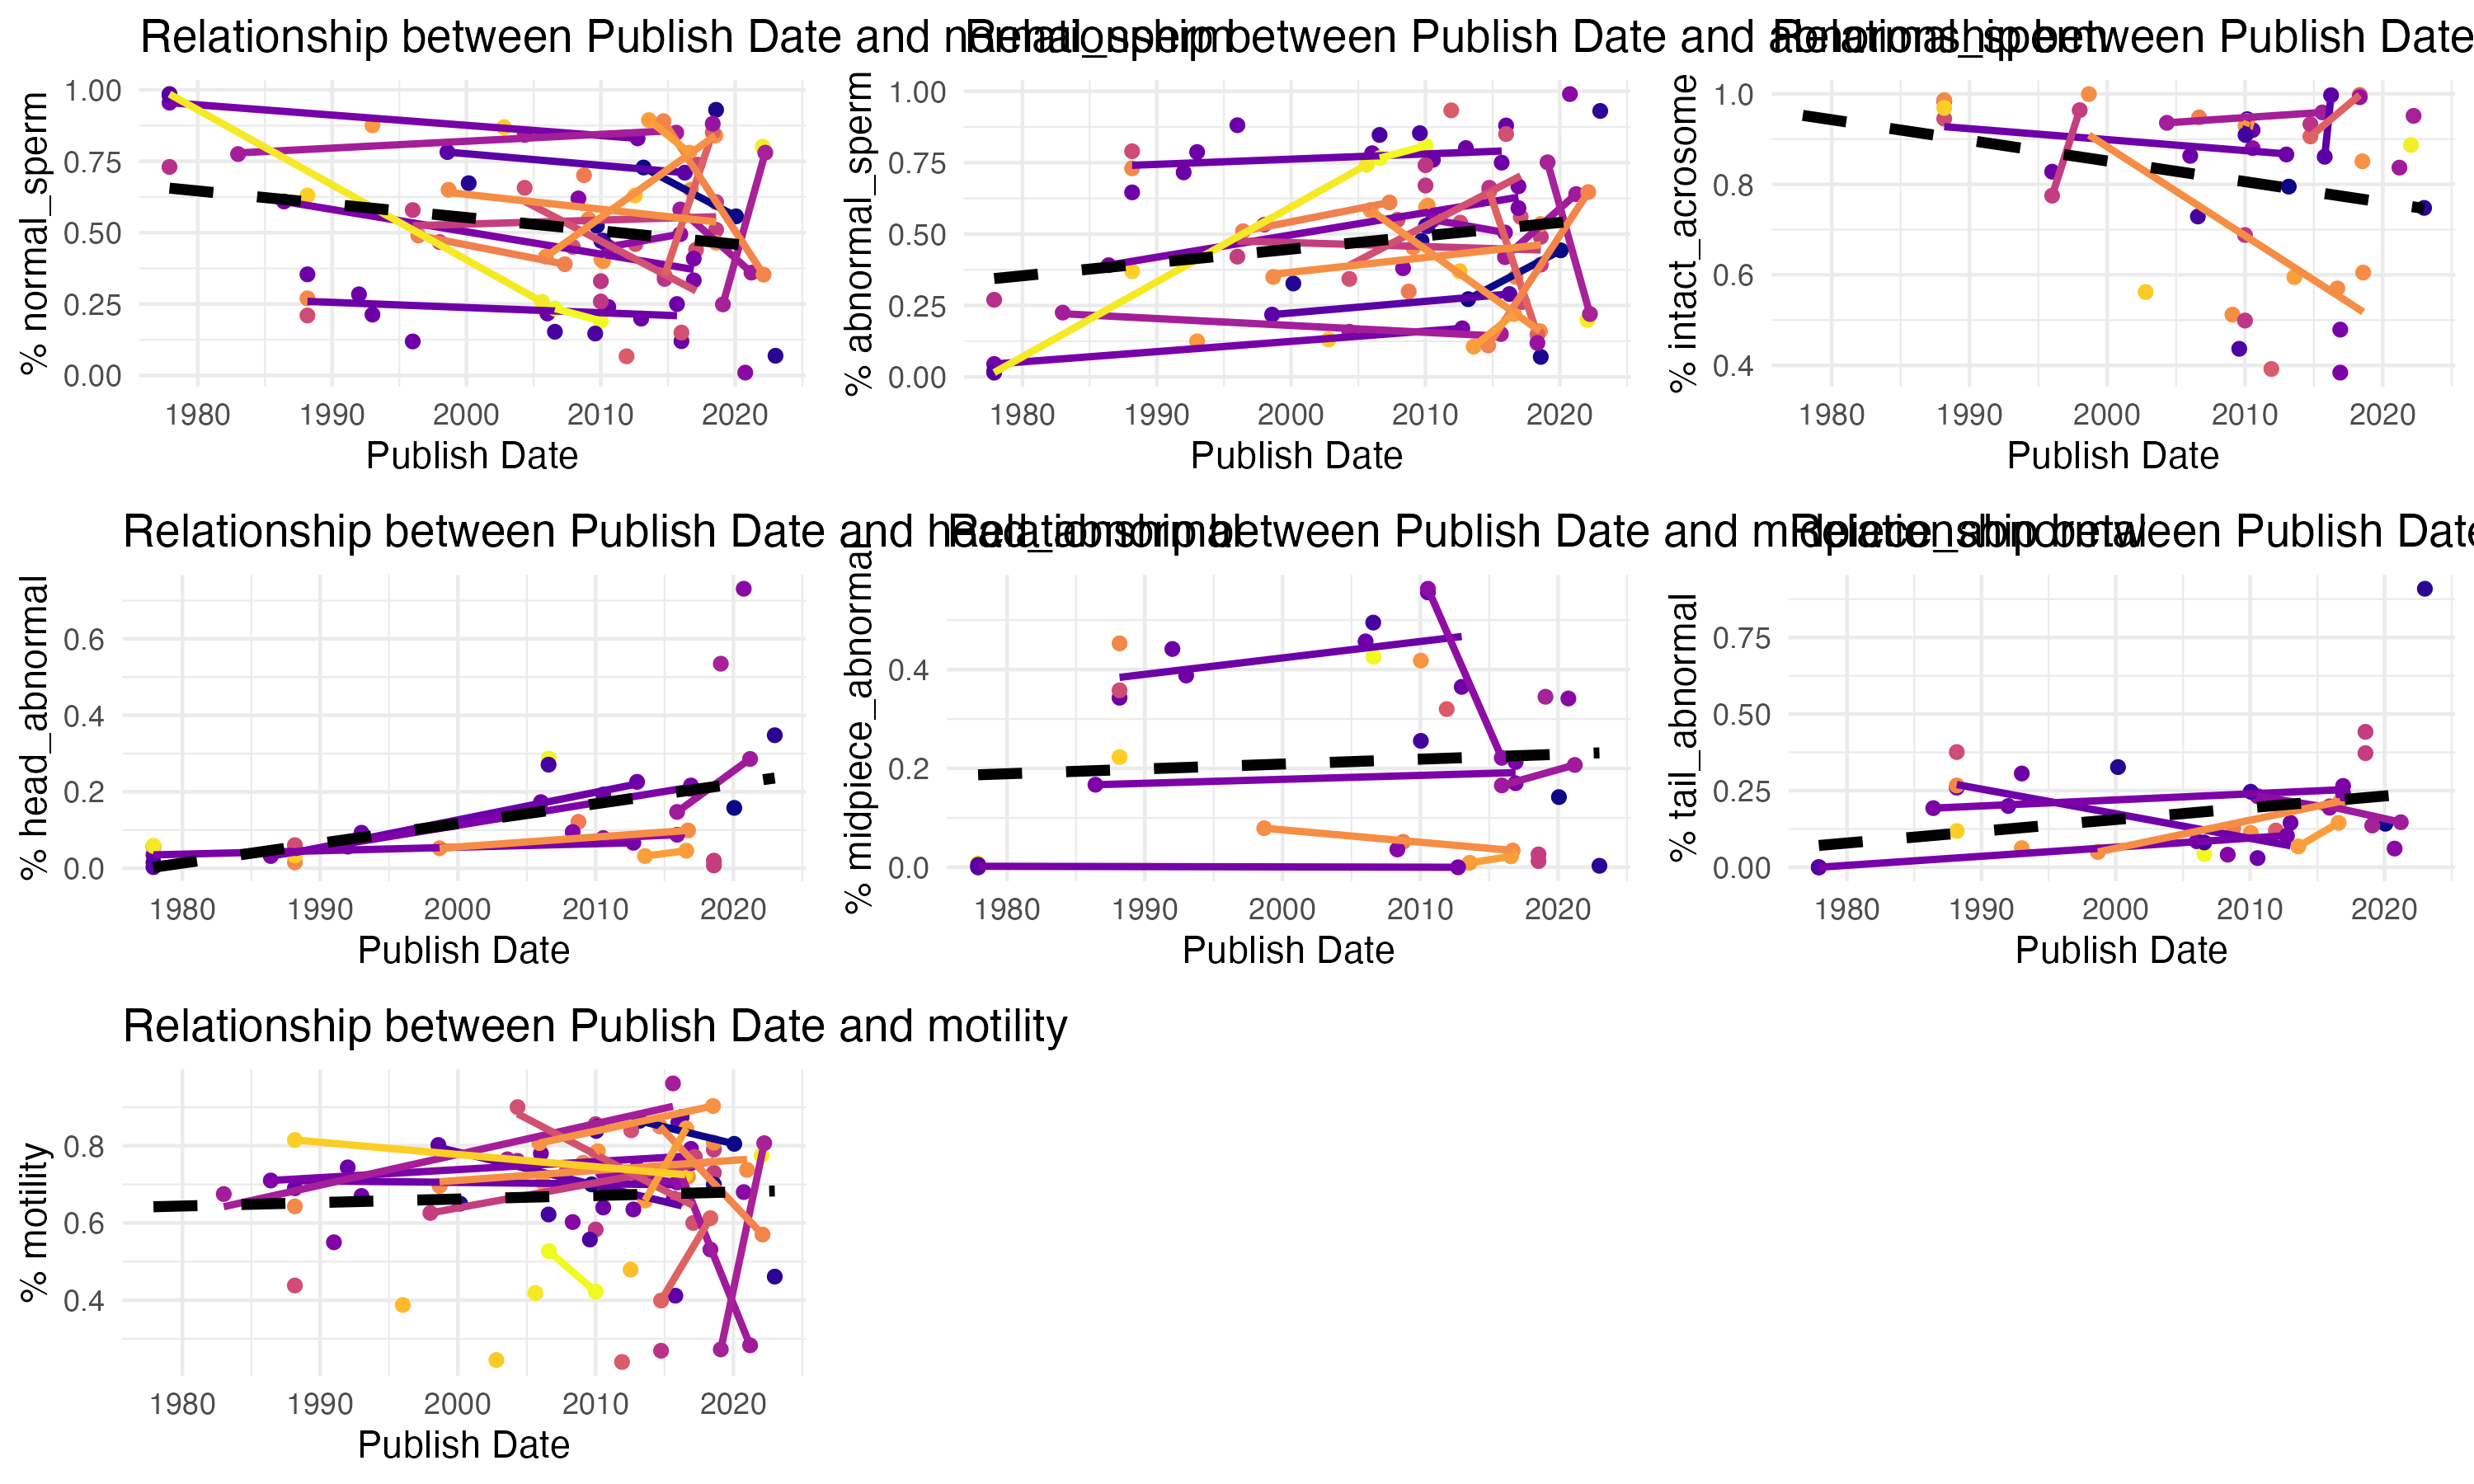 Relationship between Publish Date and normal_sperm
Relationship between Publish Date and abnormal_sperm
Relationship between Publish Date
% normal_sperm
1.00
0.75
0.50
0.25
0.00
1980 1990 2000 2010 2020
Publish Date
% abnormal_sperm
1.00
0.75
0.50
0.25
0.00
1980 1990 2000 2010 2020
Publish Date
% intact_acrosome
1.0
0.8
0.6
0.4
1980 1990 2000 2010 2020
Publish Date
Relationship between Publish Date and head_abnormal
Relationship between Publish Date and midpiece_abnormal
Relationship between Publish Date
% head_abnormal
0.6
0.4
0.2
0.0
1980 1990 2000 2010 2020
Publish Date
% midpiece_abnormal
0.4
0.2
0.0
1980 1990 2000 2010 2020
Publish Date
% tail_abnormal
0.75
0.50
0.25
0.00
1980 1990 2000 2010 2020
Publish Date
Relationship between Publish Date and motility
% motility
0.8
0.6
0.4
1980 1990 2000 2010 2020
Publish Date